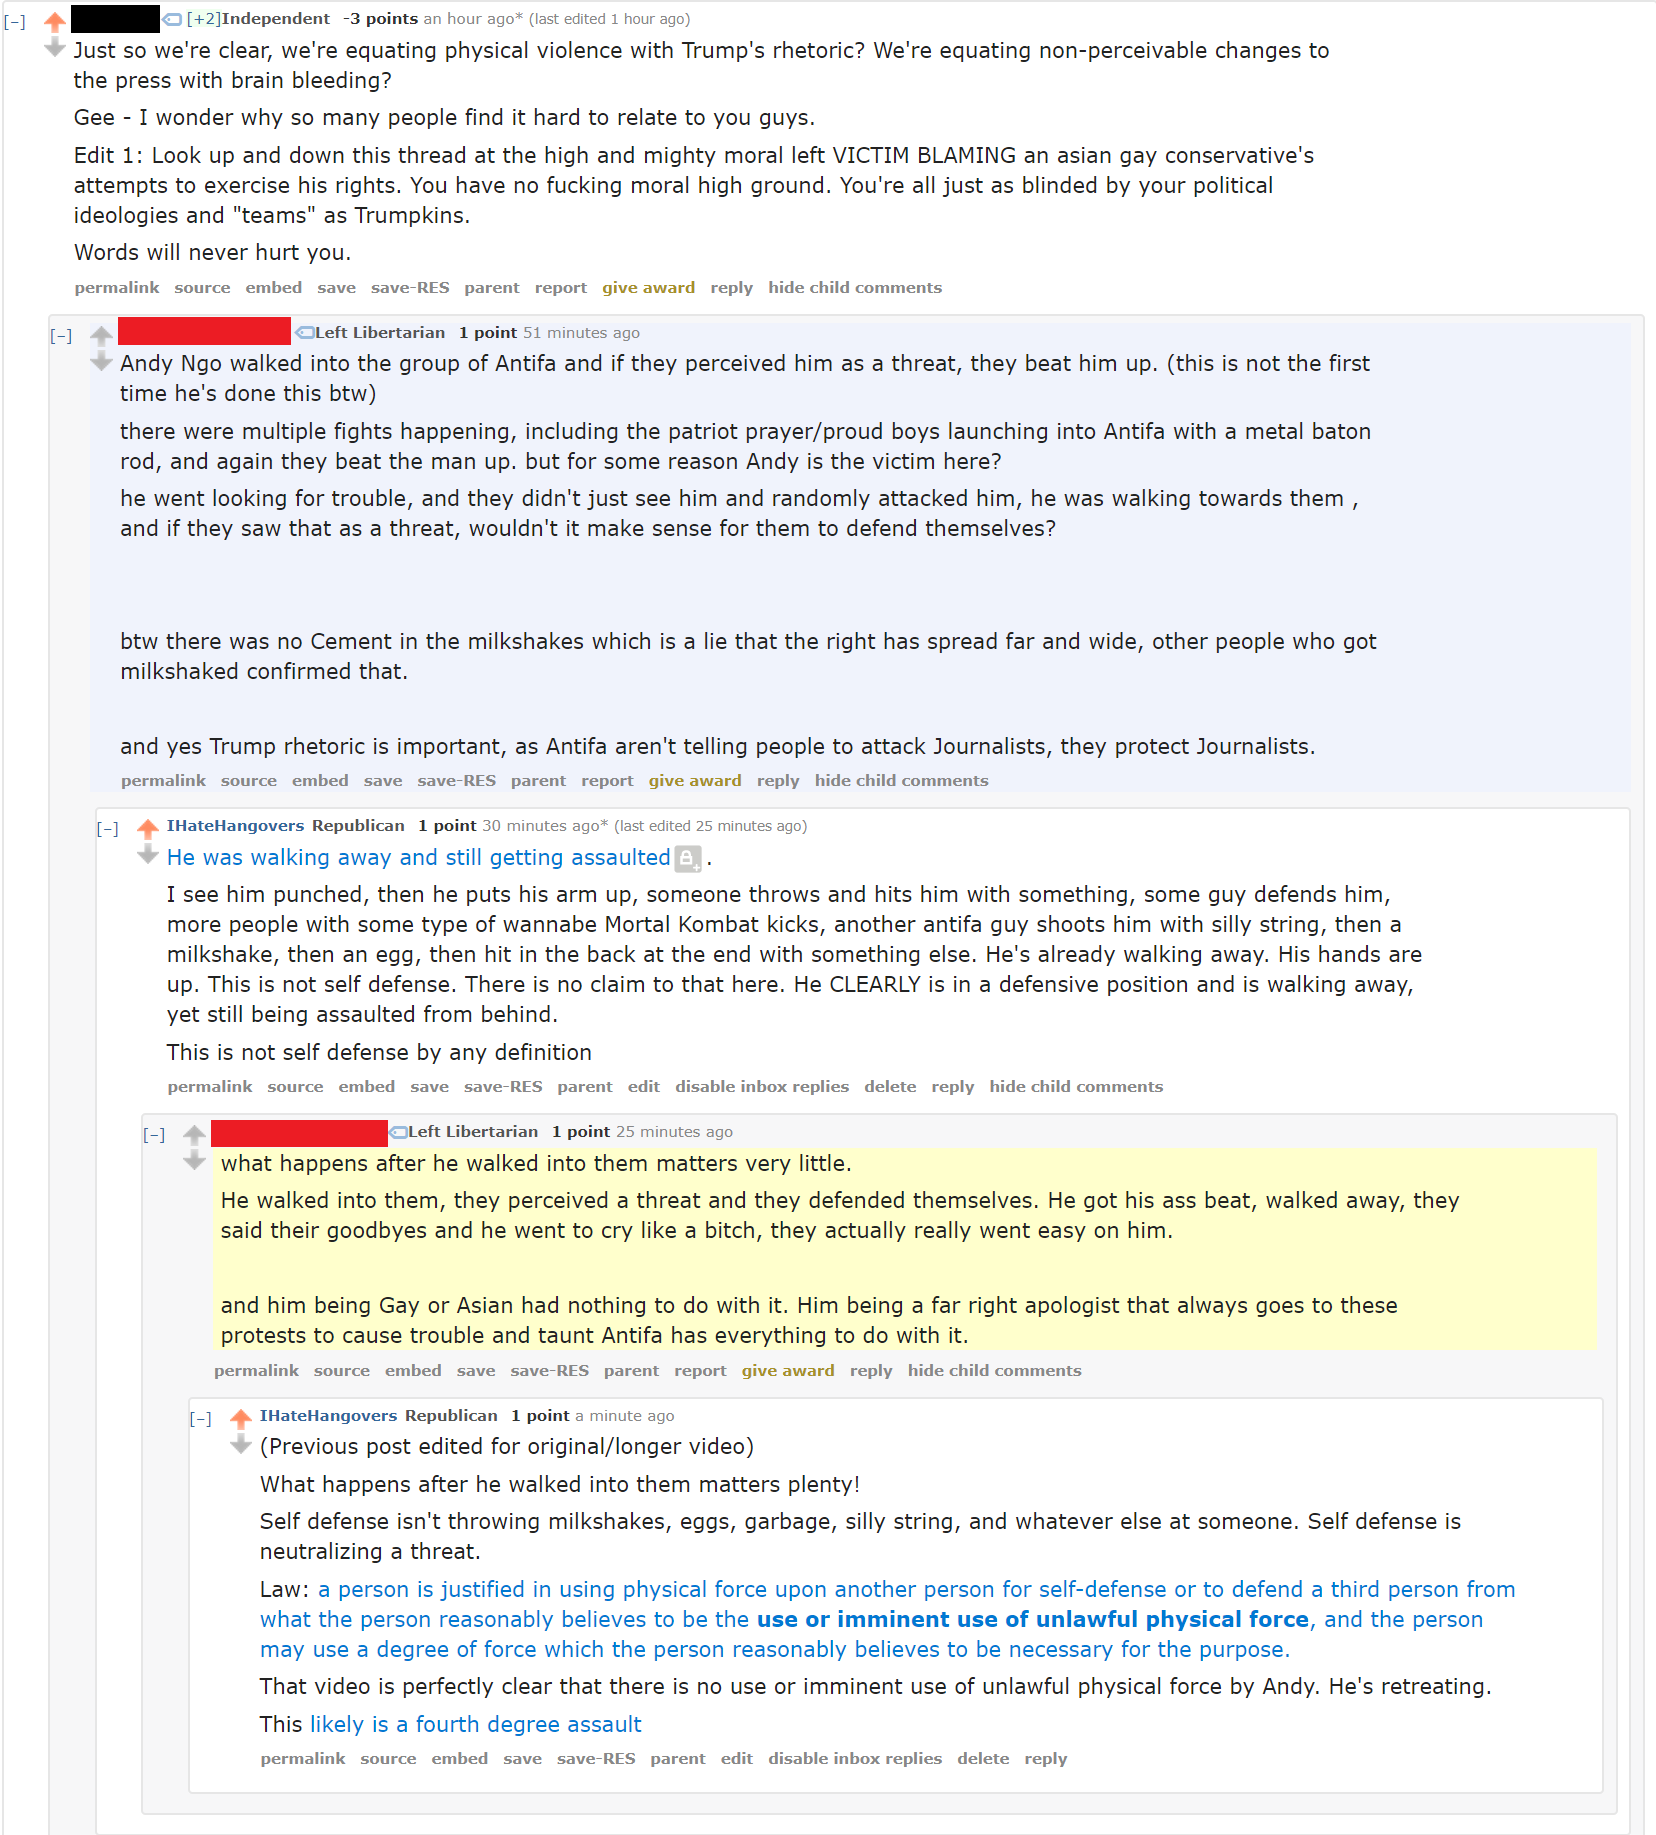 [-] [+2]Independent -3 points an hour ago* (last edited 1 hour ago)
Just so we're clear, we're equating physical violence with Trump's rhetoric? We're equating non-perceivable changes to
the press with brain bleeding?
Gee - I wonder why so many people find it hard to relate to you guys.
Edit 1: Look up and down this thread at the high and mighty moral left VICTIM BLAMING an asian gay conservative's
attempts to exercise his rights. You have no fucking moral high ground. You're all just as blinded by your political
ideologies and "teams" as Trumpkins.
Words will never hurt you.
permalink source embed save save-RES parent report give award reply hide child comments
[-] Left Libertarian 1 point 51 minutes ago
Andy Ngo walked into the group of Antifa and if they perceived him as a threat, they beat him up. (this is not the first
time he's done this btw)
there were multiple fights happening, including the patriot prayer/proud boys launching into Antifa with a metal baton
rod, and again they beat the man up. but for some reason Andy is the victim here?
he went looking for trouble, and they didn't just see him and randomly attacked him, he was walking towards them ,
and if they saw that as a threat, wouldn't it make sense for them to defend themselves?
btw there was no Cement in the milkshakes which is a lie that the right has spread far and wide, other people who got
milkshaked confirmed that.
and yes Trump rhetoric is important, as Antifa aren't telling people to attack Journalists, they protect Journalists.
permalink source embed save save-RES parent report give award reply hide child comments
[-] IHateHangovers Republican 1 point 30 minutes ago* (last edited 25 minutes ago)
He was walking away and still getting assaulted .
I see him punched, then he puts his arm up, someone throws and hits him with something, some guy defends him,
more people with some type of wannabe Mortal Kombat kicks, another antifa guy shoots him with silly string, then a
milkshake, then an egg, then hit in the back at the end with something else. He's already walking away. His hands are
up. This is not self defense. There is no claim to that here. He CLEARLY is in a defensive position and is walking away,
yet still being assaulted from behind.
This is not self defense by any definition
permalink source embed save save-RES parent edit disable inbox replies delete reply hide child comments
[-] Left Libertarian 1 point 25 minutes ago
what happens after he walked into them matters very little.
He walked into them, they perceived a threat and they defended themselves. He got his ass beat, walked away, they
said their goodbyes and he went to cry like a bitch, they actually really went easy on him.
and him being Gay or Asian had nothing to do with it. Him being a far right apologist that always goes to these
protests to cause trouble and taunt Antifa has everything to do with it.
permalink source embed save save-RES parent report give award reply hide child comments
[-] IHateHangovers Republican 1 point a minute ago
(Previous post edited for original/longer video)
What happens after he walked into them matters plenty!
Self defense isn't throwing milkshakes, eggs, garbage, silly string, and whatever else at someone. Self defense is
neutralizing a threat.
Law: a person is justified in using physical force upon another person for self-defense or to defend a third person from
what the person reasonably believes to be the use or imminent use of unlawful physical force, and the person
may use a degree of force which the person reasonably believes to be necessary for the purpose.
That video is perfectly clear that there is no use or imminent use of unlawful physical force by Andy. He's retreating.
This likely is a fourth degree assault
permalink source embed save save-RES parent edit disable inbox replies delete reply